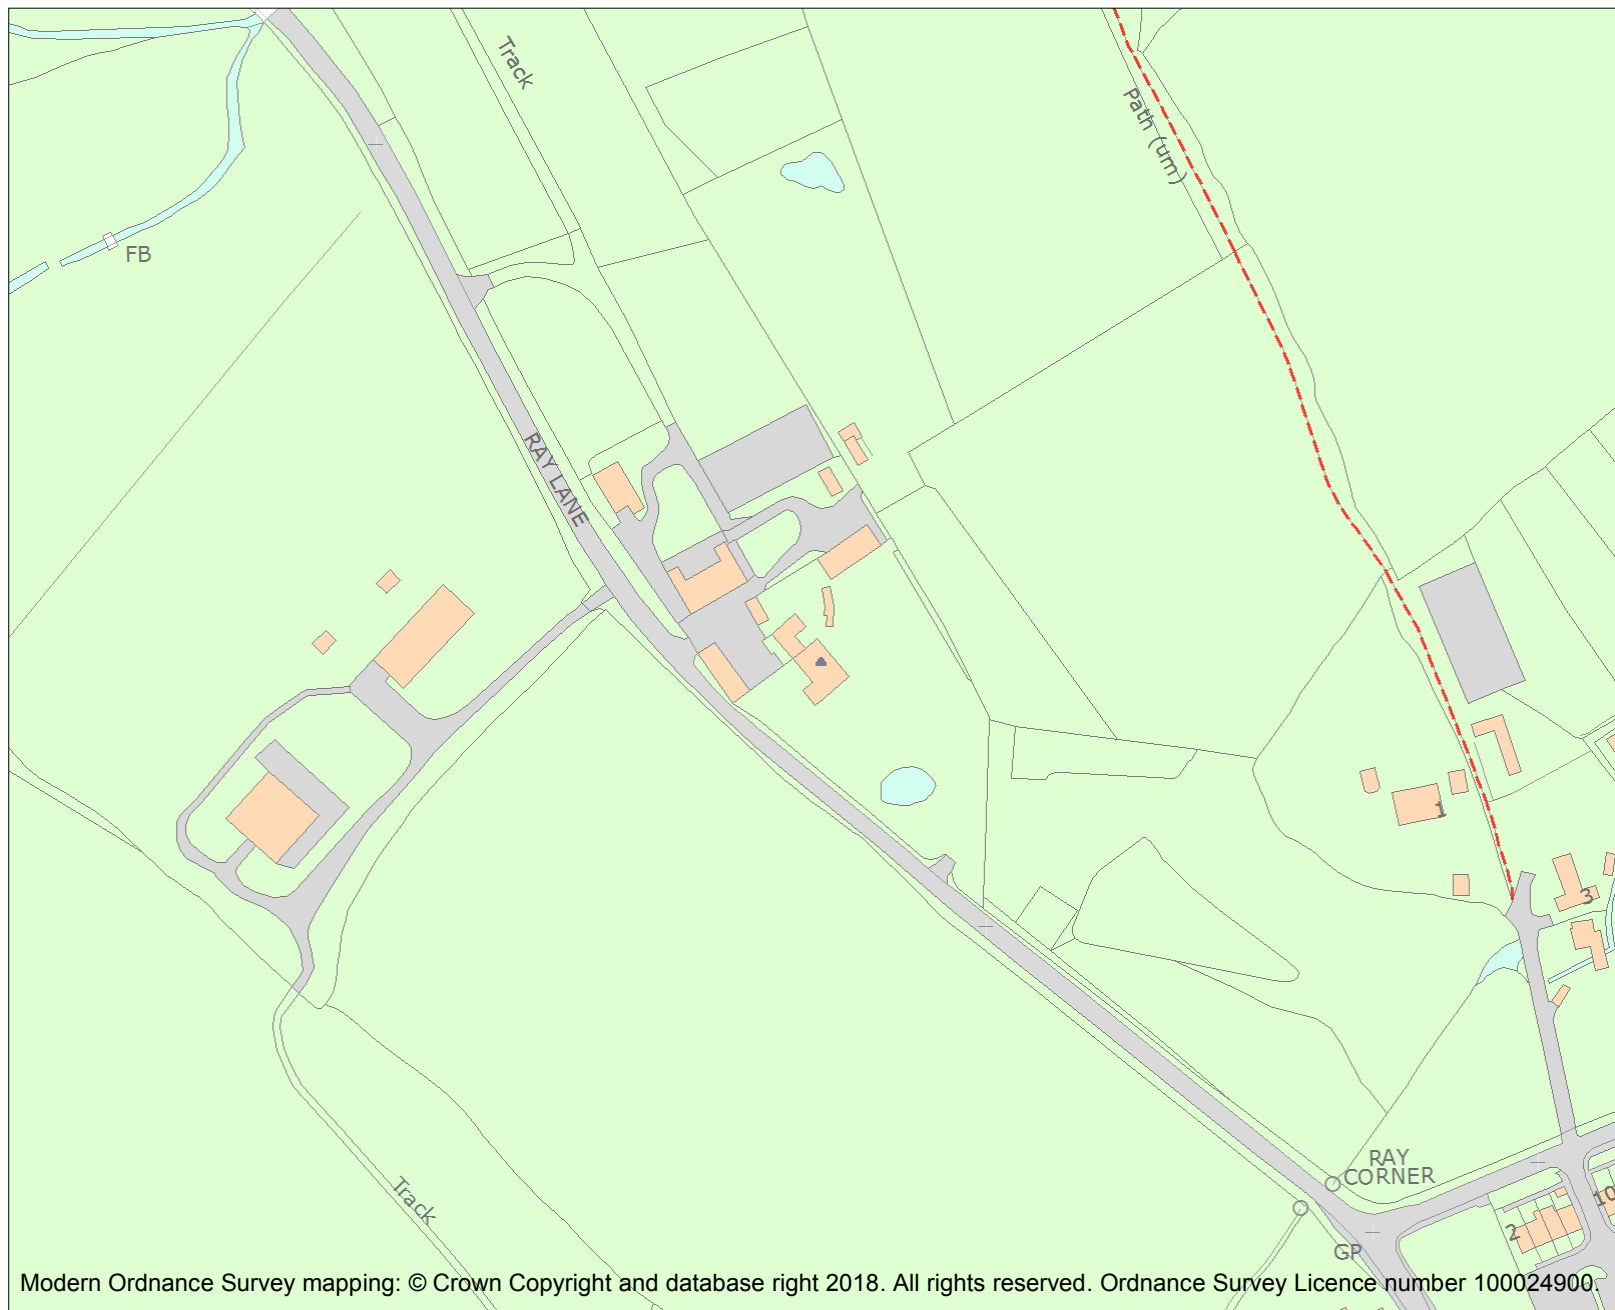 Track
Path (um)
FB
RAY LANE
1
3
RAY
CORNER
10
2
GP
Track
Modern Ordnance Survey mapping: © Crown Copyright and database right 2018. All rights reserved. Ordnance Survey Licence number 100024900.